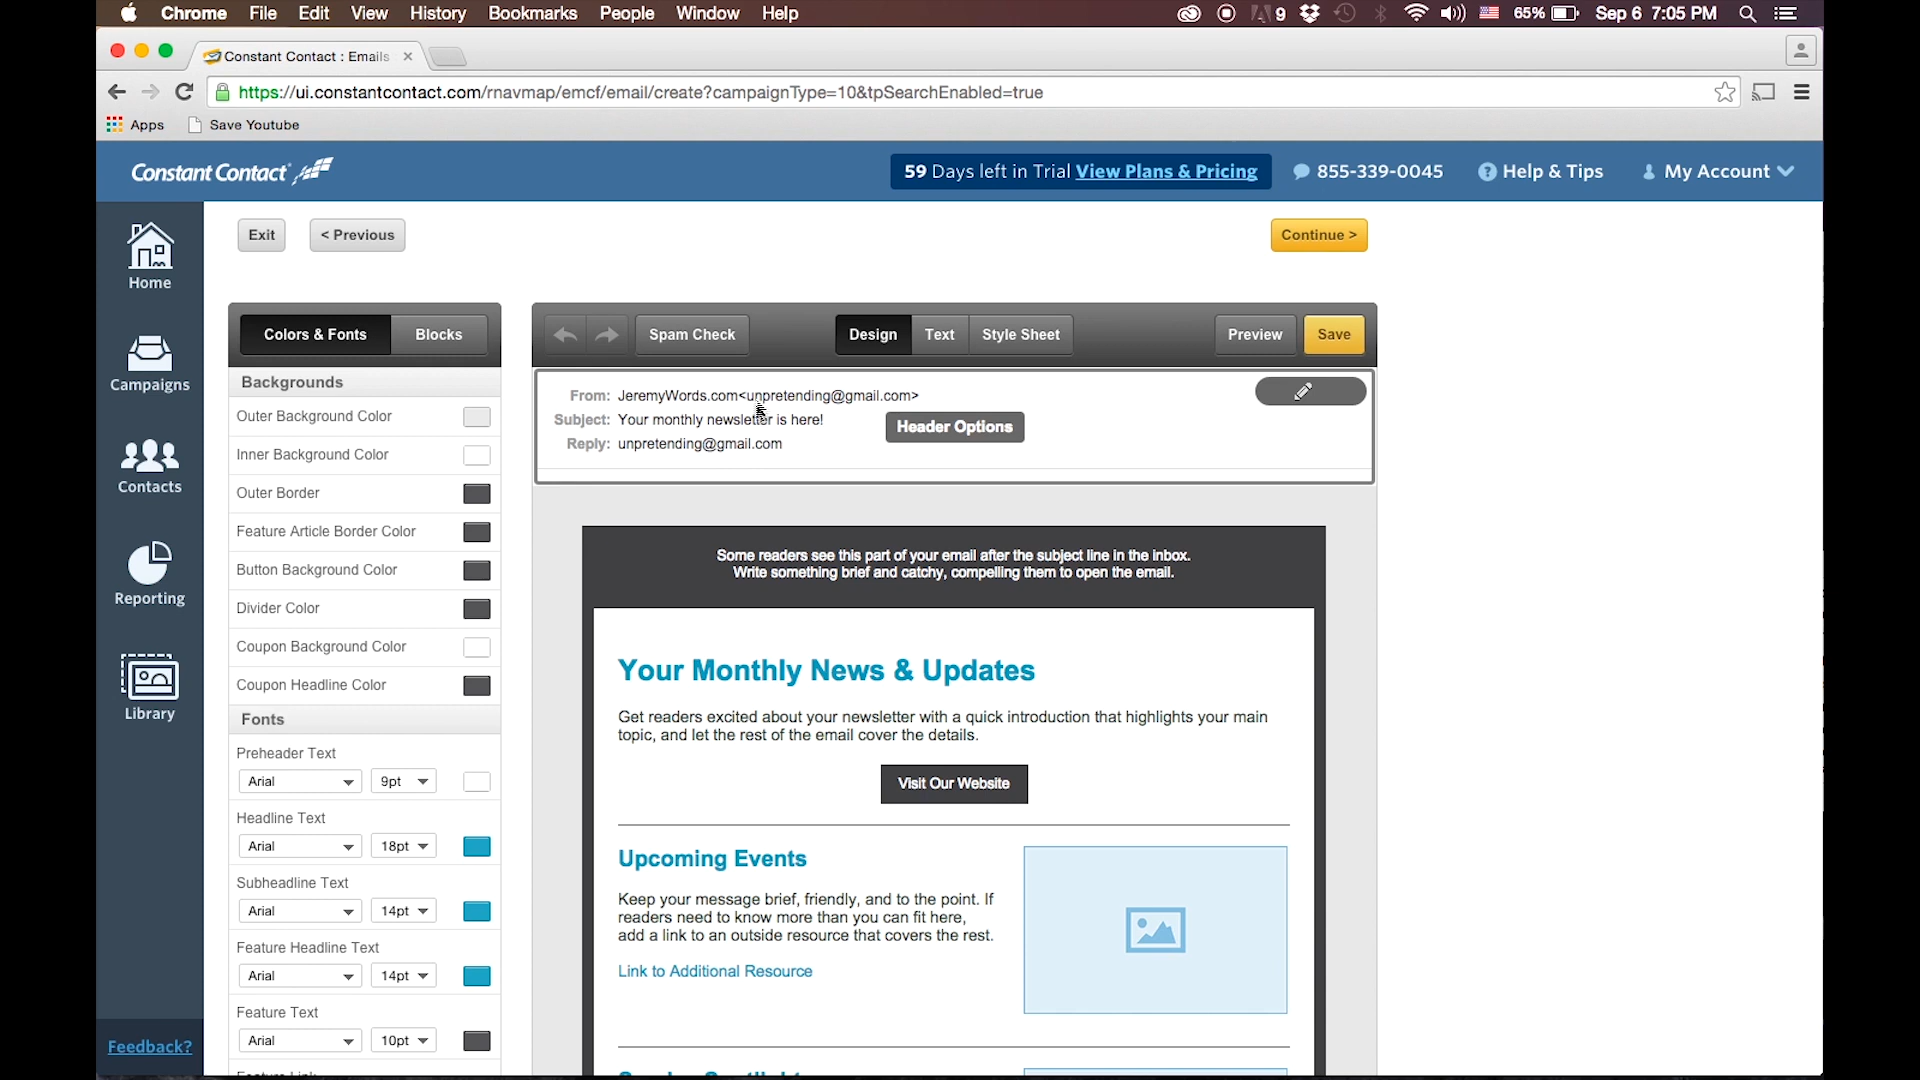 Chrome File Edit View History Bookmarks People Window Help
9
65%
Sep 6 7:05 PM
Constant Contact : Emails
https://ui.constantcontact.com/rnavmap/emcf/email/create?campaignType=10&tpSearchEnabled=true
Apps
Save Youtube
Constant Contact
59 Days left in Trial View Plans & Pricing
855-339-0045
Help & Tips
My Account
Home
Campaigns
Contacts
Reporting
Library
Feedback?
Exit
< Previous
Continue >
Colors & Fonts
Blocks
Backgrounds
Outer Background Color
Inner Background Color
Outer Border
Feature Article Border Color
Button Background Color
Divider Color
Coupon Background Color
Coupon Headline Color
Fonts
Preheader Text
Arial 9pt
Headline Text
Arial 18pt
Subheadline Text
Arial 14pt
Feature Headline Text
Arial 14pt
Feature Text
Arial 10pt
Spam Check
Design
Text
Style Sheet
Preview
Save
From: JeremyWords.com<unpretending@gmail.com>
Subject: Your monthly newsletter is here!
Reply: unpretending@gmail.com
Header Options
Some readers see this part of your email after the subject line in the inbox.
Write something brief and catchy, compelling them to open the email.
Your Monthly News & Updates
Get readers excited about your newsletter with a quick introduction that highlights your main
topic, and let the rest of the email cover the details.
Visit Our Website
Upcoming Events
Keep your message brief, friendly, and to the point. If
readers need to know more than you can fit here,
add a link to an outside resource that covers the rest.
Link to Additional Resource